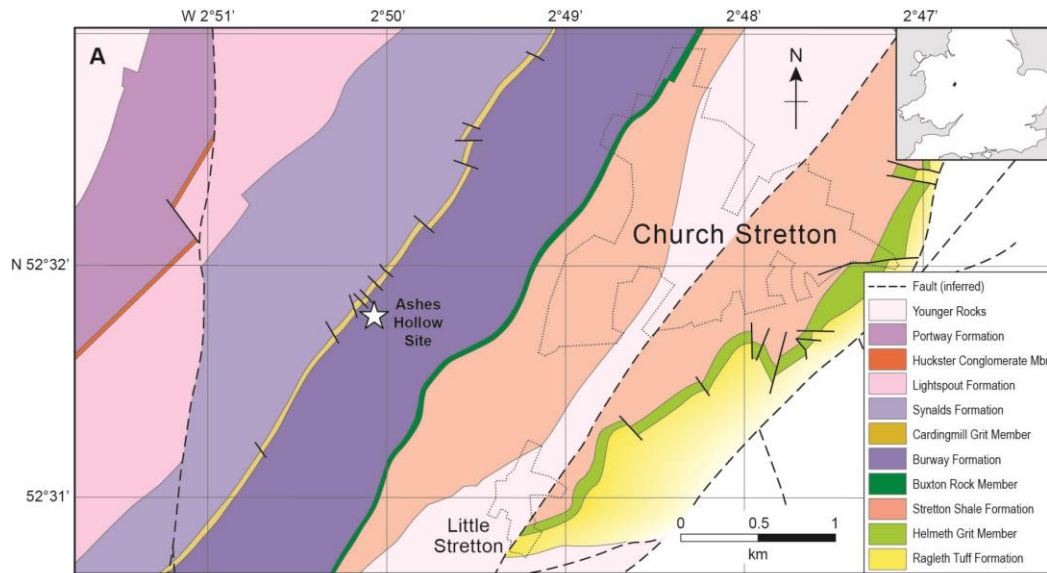 W 2°51'
2°50'
2°49'
2°48'
2°47'
A
N
Church Stretton
N 52°32'
Ashes
Hollow
Site
Fault (inferred)
Younger Rocks
Portway Formation
Huckster Conglomerate Mbr
Lightspout Formation
Synalds Formation
Cardingmill Grit Member
Burway Formation
Buxton Rock Member
Stretton Shale Formation
Helmeth Grit Member
Ragleth Tuff Formation
52°31'
Little
Stretton
0 0.5 1
km